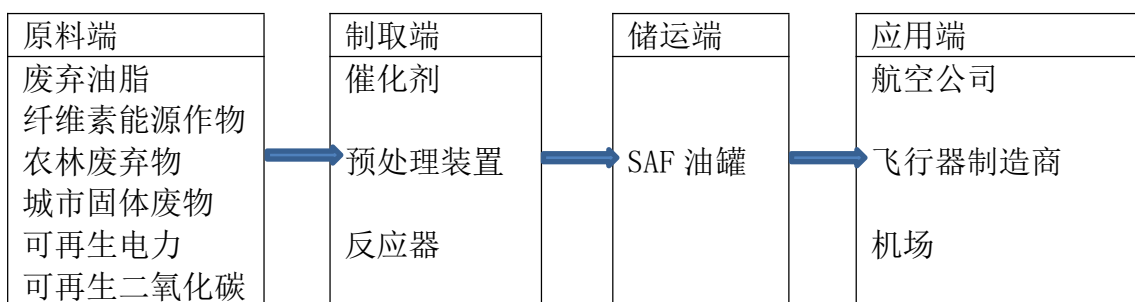 原料端
废弃油脂
纤维素能源作物
农林废弃物
城市固体废物
可再生电力
可再生二氧化碳
制取端
催化剂
预处理装置
反应器
储运端
SAF 油罐
应用端
航空公司
飞行器制造商
机场